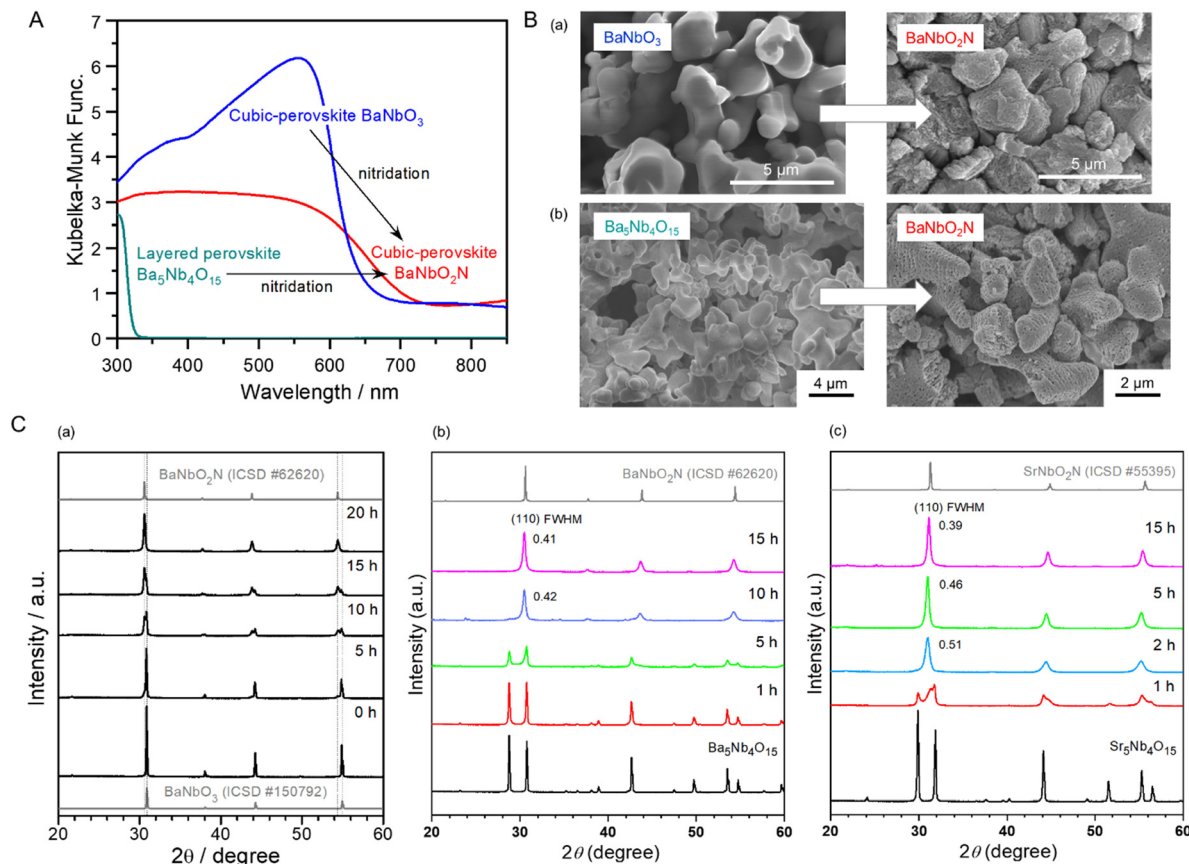 A
Kubelka-Munk Func.
7
6
5
4
3
2
1
0
Cubic-perovskite BaNbO₃
nitridation
Layered perovskite
Ba₅Nb₄O₁₅
nitridation
Cubic-perovskite
BaNbO₂N
300 400 500 600 700 800
Wavelength / nm
B
(a)
BaNbO₃
5 µm
BaNbO₂N
5 µm
(b)
Ba₅Nb₄O₁₅
4 µm
BaNbO₂N
2 µm
C
(a)
Intensity / a.u.
BaNbO₂N (ICSD #62620)
20 h
15 h
10 h
5 h
0 h
BaNbO₃ (ICSD #150792)
20 30 40 50 60
2θ / degree
(b)
Intensity (a.u.)
BaNbO₂N (ICSD #62620)
(110) FWHM
0.41
15 h
0.42
10 h
5 h
1 h
Ba₅Nb₄O₁₅
20 30 40 50 60
2θ (degree)
(c)
Intensity (a.u.)
SrNbO₂N (ICSD #55395)
(110) FWHM
0.39
15 h
0.46
5 h
0.51
2 h
1 h
Sr₅Nb₄O₁₅
20 30 40 50 60
2θ (degree)